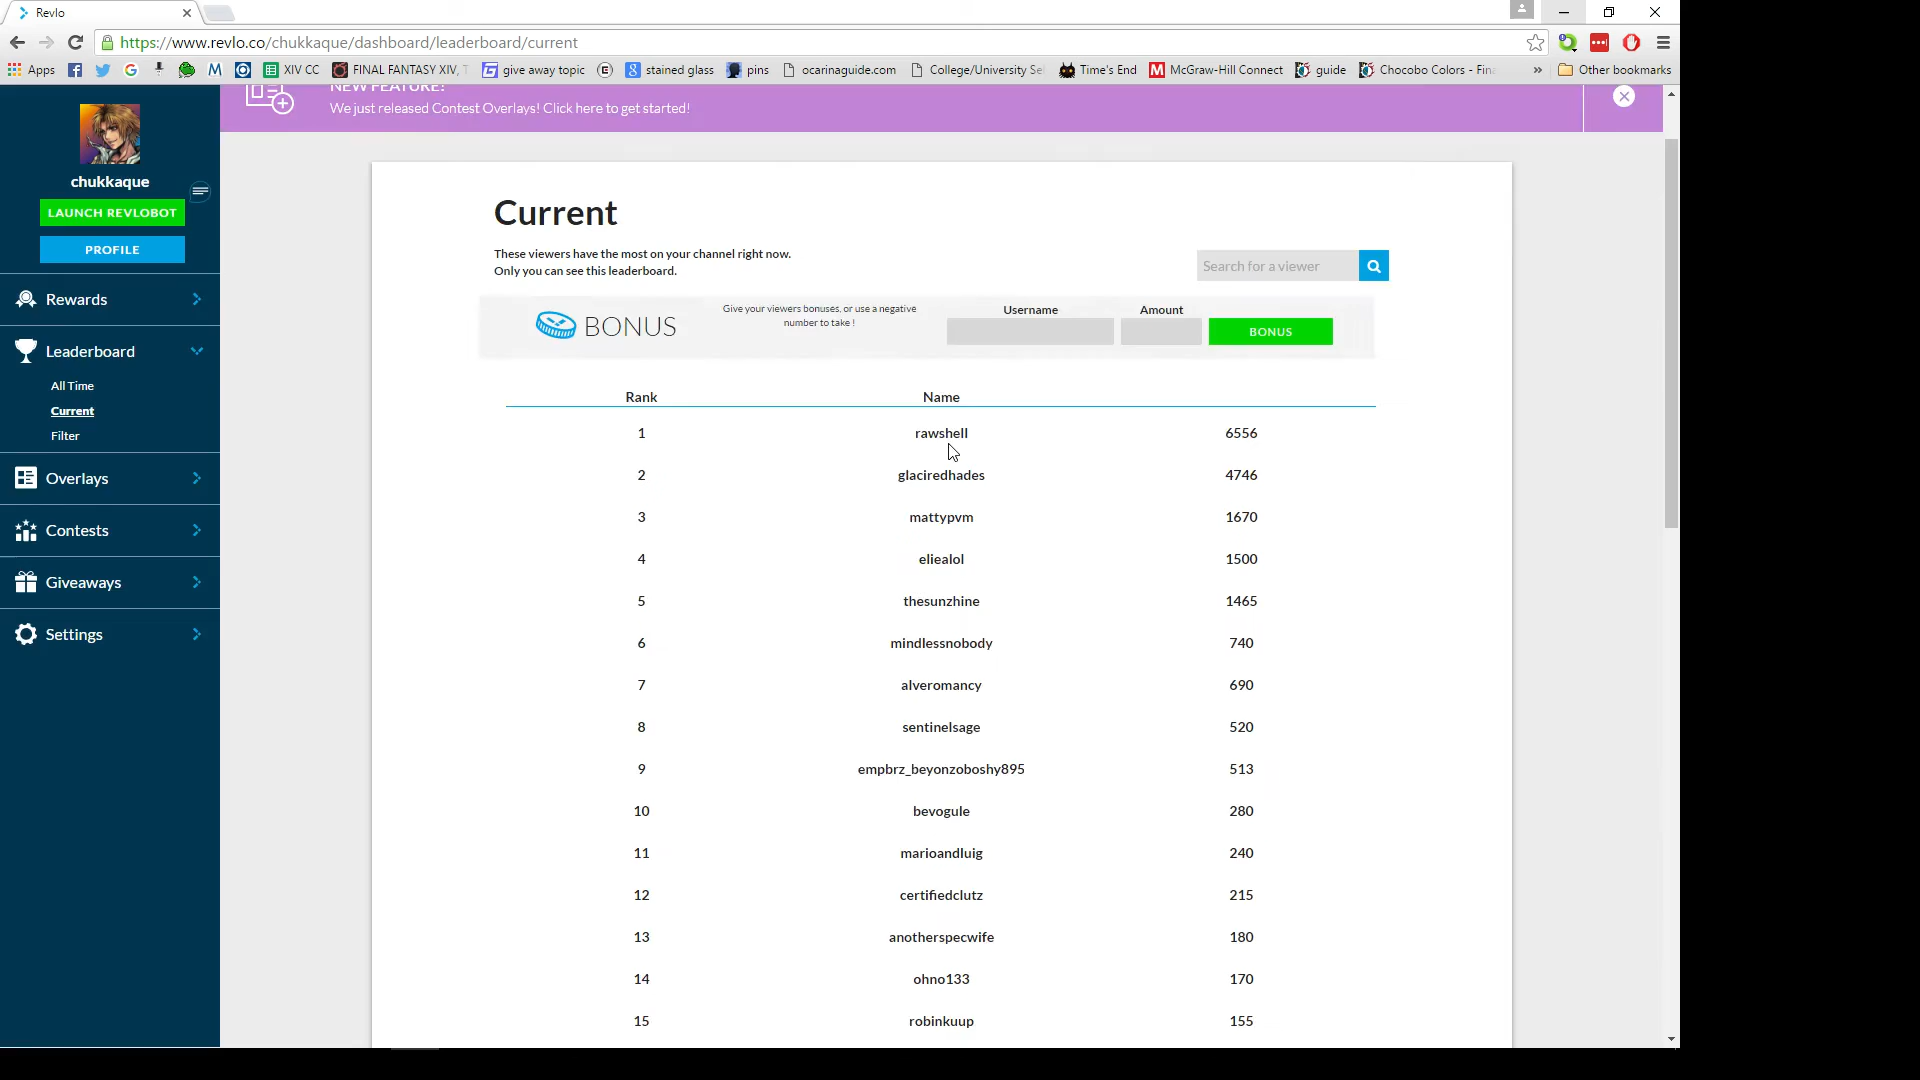 Revlo
https://www.revlo.co/chukkaque/dashboard/leaderboard/current
Apps
XIV CC
FINAL FANTASY XIV, T
give away topic
stained glass
pins
ocarinaguide.com
College/University Se
Time's End
McGraw-Hill Connect
guide
Chocobo Colors - Fina
»
Other bookmarks
NEW FEATURE!
We just released Contest Overlays! Click here to get started!
chukkaque
LAUNCH REVLOBOT
PROFILE
Rewards
Leaderboard
All Time
Current
Filter
Overlays
Contests
Giveaways
Settings
Current
These viewers have the most on your channel right now.
Only you can see this leaderboard.
Search for a viewer
BONUS
Give your viewers bonuses, or use a negative
number to take !
Username
Amount
BONUS
Rank Name
1 rawshell 6556
2 glaciredhades 4746
3 mattypvm 1670
4 eliealol 1500
5 thesunzhine 1465
6 mindlessnobody 740
7 alveromancy 690
8 sentinelsage 520
9 empbrz_beyonzoboshy895 513
10 bevogule 280
11 marioandluig 240
12 certifiedclutz 215
13 anotherspecwife 180
14 ohno133 170
15 robinkuup 155